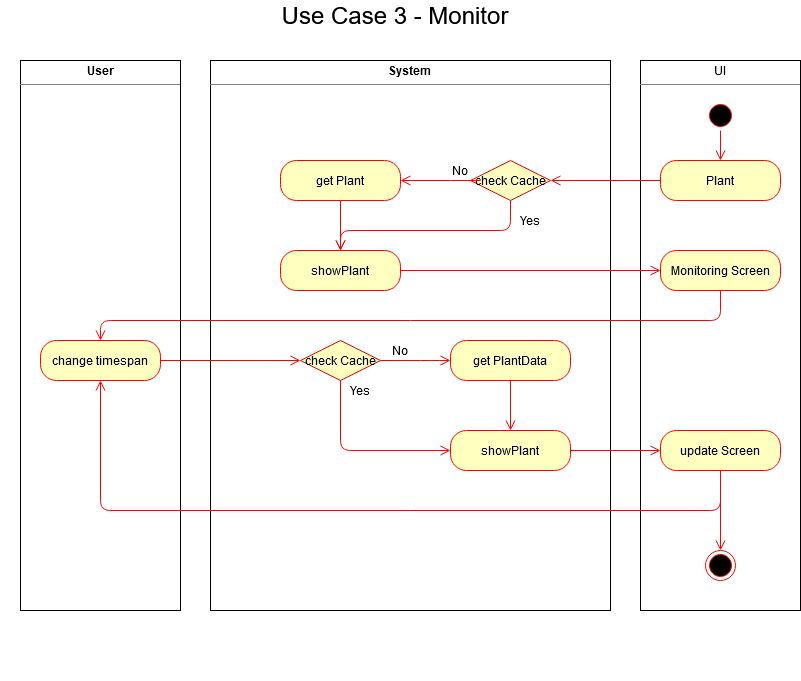 Use Case 3 - Monitor
User
System
UI
get Plant
No
check Cache
Plant
Yes
showPlant
Monitoring Screen
change timespan
check Cache
No
get PlantData
Yes
showPlant
update Screen